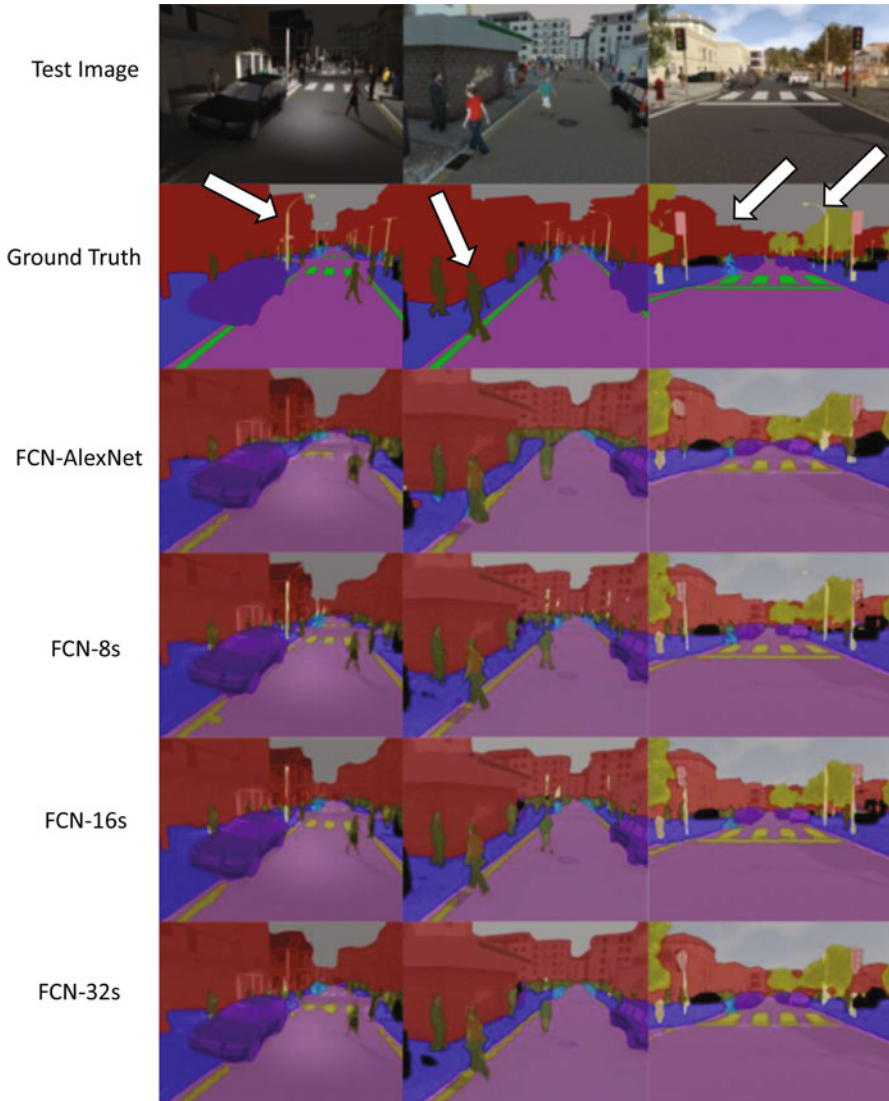 Test Image
Ground Truth
FCN-AlexNet
FCN-8s
FCN-16s
FCN-32s